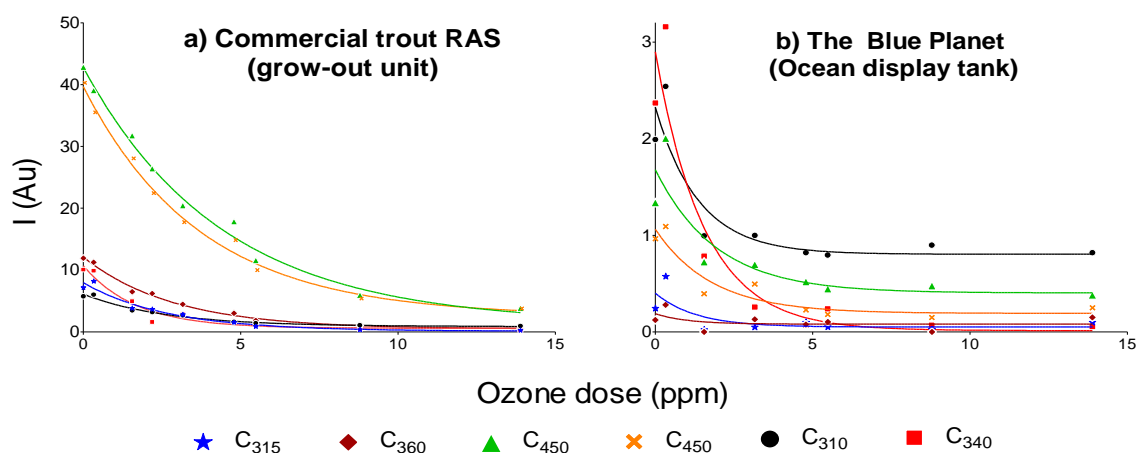 a) Commercial trout RAS
(grow-out unit)
b) The Blue Planet
(Ocean display tank)
I (Au)
50
40
30
20
10
0
0
5
10
15
3
2
1
0
0
5
10
15
Ozone dose (ppm)
C315 C360 C450 C450 C310 C340